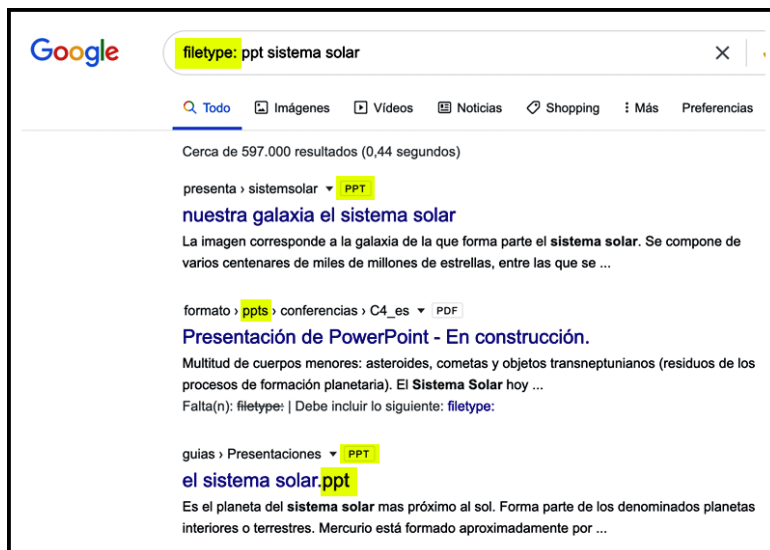 Google
filetype: ppt sistema solar
Todo Imágenes Vídeos Noticias Shopping Más Preferencias
Cerca de 597.000 resultados (0,44 segundos)
presenta › sistemsolar PPT
nuestra galaxia el sistema solar
La imagen corresponde a la galaxia de la que forma parte el sistema solar. Se compone de
varios centenares de miles de millones de estrellas, entre las que se ...
formato › ppts › conferencias › C4_es PDF
Presentación de PowerPoint - En construcción.
Multitud de cuerpos menores: asteroides, cometas y objetos transneptunianos (residuos de los
procesos de formación planetaria). El Sistema Solar hoy ...
Falta(n): filetype: | Debe incluir lo siguiente: filetype:
guias › Presentaciones PPT
el sistema solar.ppt
Es el planeta del sistema solar mas próximo al sol. Forma parte de los denominados planetas
interiores o terrestres. Mercurio está formado aproximadamente por ...